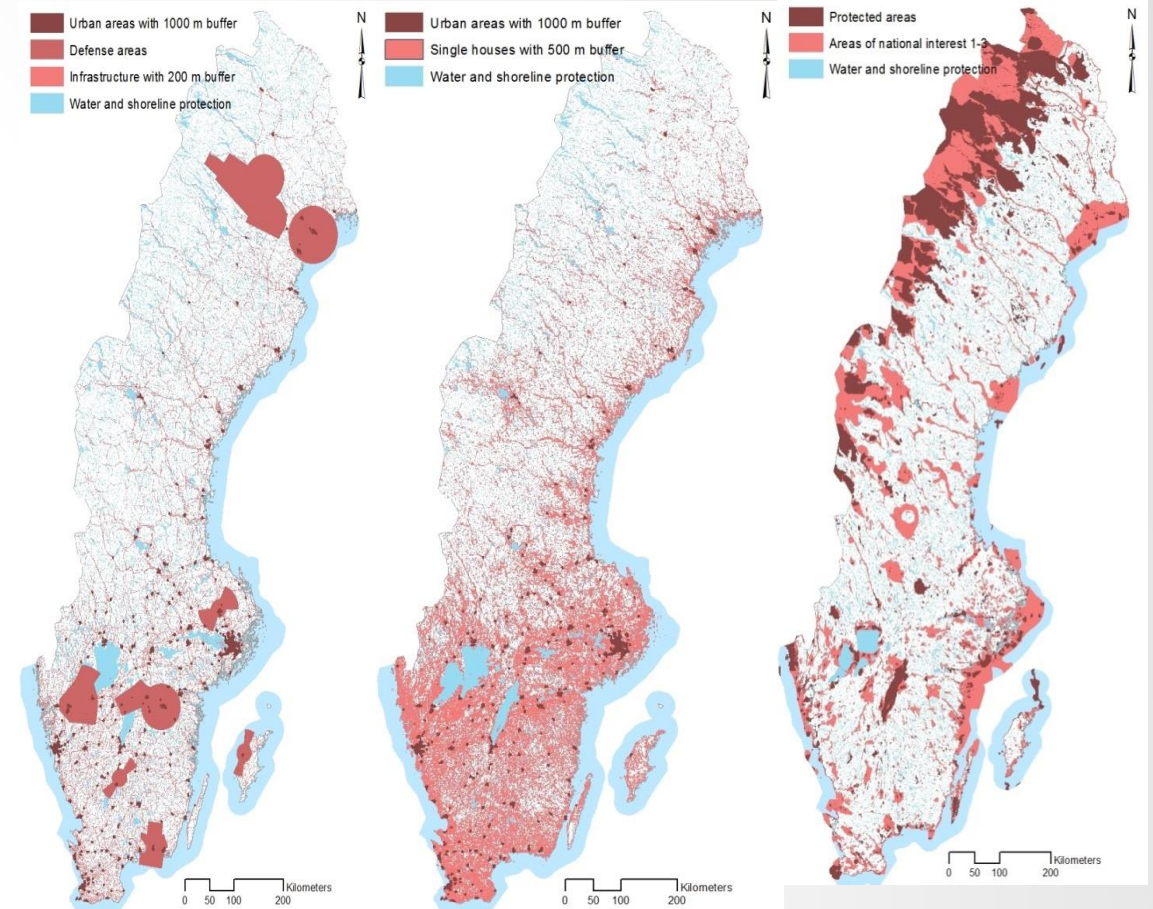 Urban areas with 1000 m buffer
Defense areas
Infrastructure with 200 m buffer
Water and shoreline protection
N
0 50 100 200
Kilometers
Urban areas with 1000 m buffer
Single houses with 500 m buffer
Water and shoreline protection
N
0 50 100 200
Kilometers
Protected areas
Areas of national interest 1-3
Water and shoreline protection
N
0 50 100 200
Kilometers